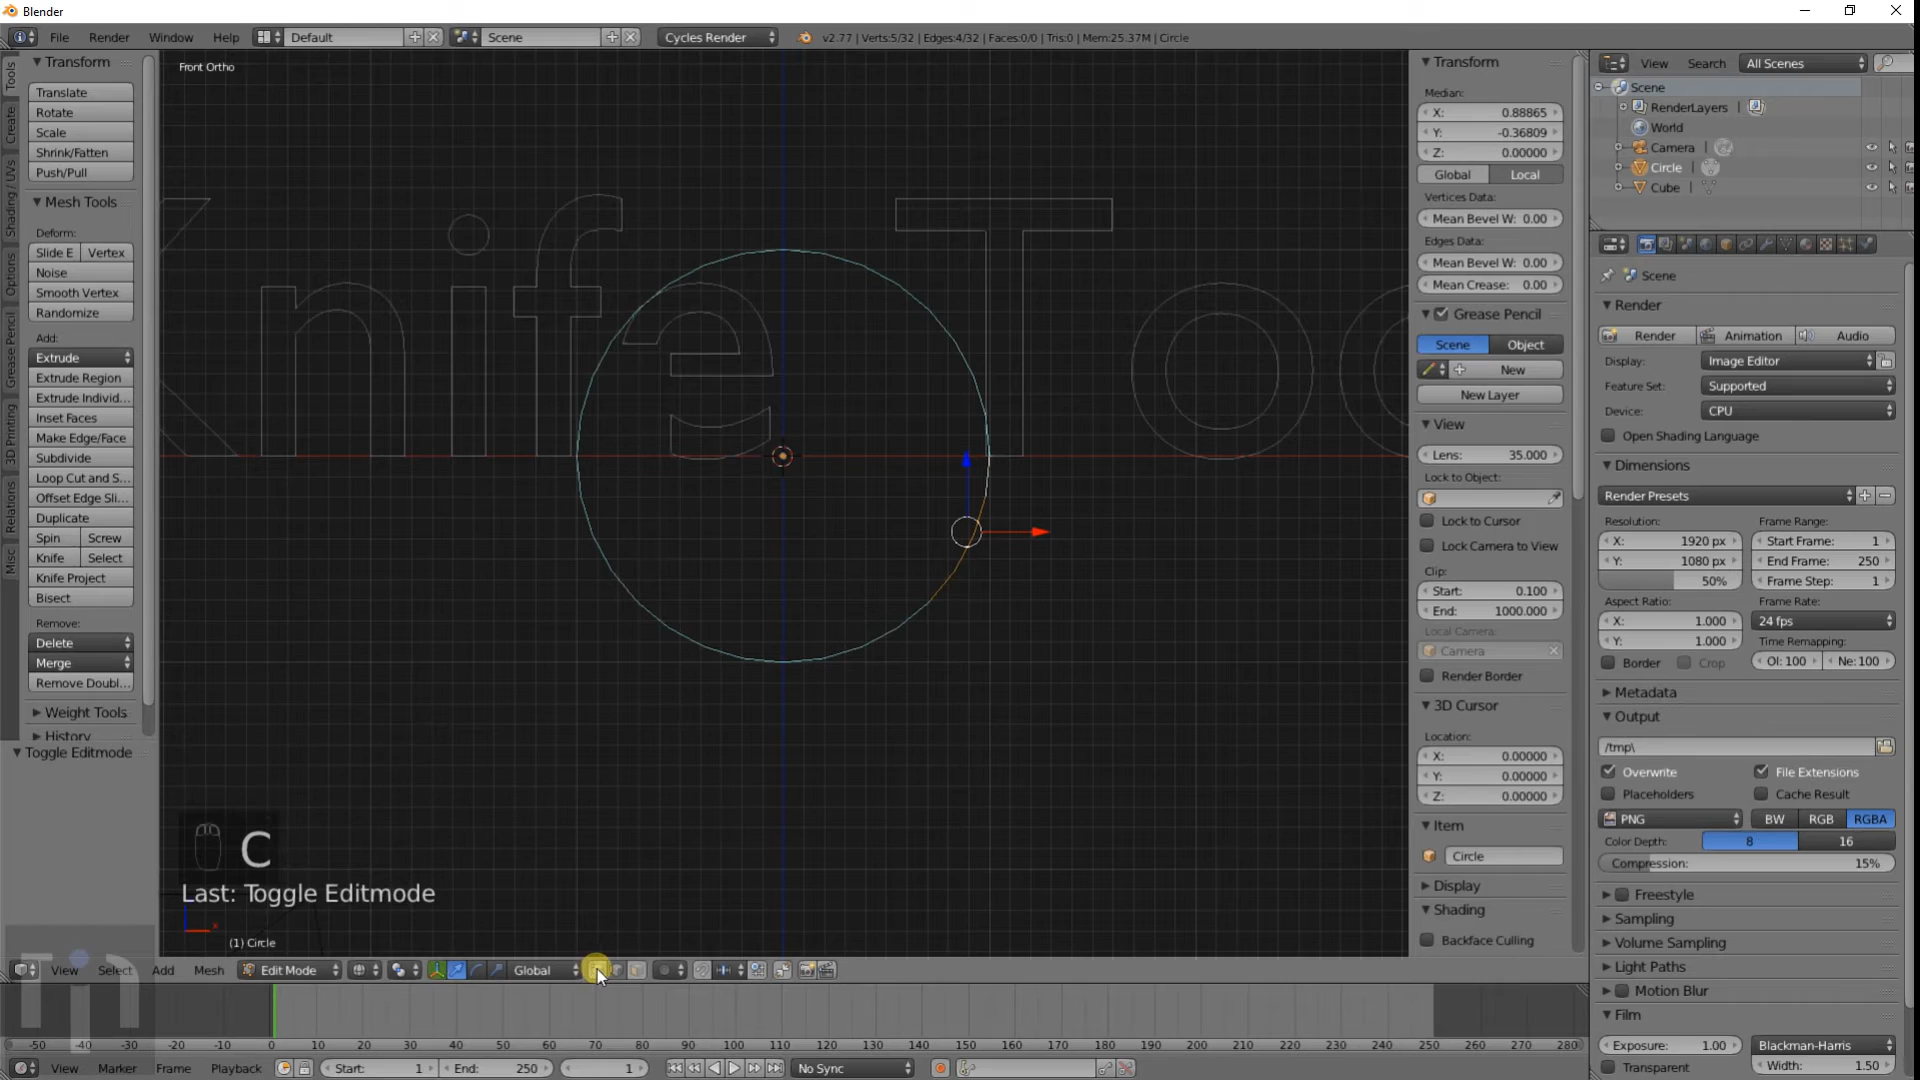 Blender
File Render Window Help Default Scene Cycles Render v2.77 | Verts:5/32 | Edges:4/32 | Faces:0/0 | Tris:0 | Mem:25.37M | Circle
Front Ortho
Knife Too
Tools
Create
Shading / UVs
Options
Grease Pencil
3D Printing
Relations
Misc
Transform
Translate
Rotate
Scale
Shrink/Fatten
Push/Pull
Mesh Tools
Deform:
Slide E Vertex
Noise
Smooth Vertex
Randomize
Add:
Extrude
Extrude Region
Extrude Individ...
Inset Faces
Make Edge/Face
Subdivide
Loop Cut and S...
Offset Edge Sli...
Duplicate
Spin Screw
Knife Select
Knife Project
Bisect
Remove:
Delete
Merge
Remove Doubl...
Weight Tools
History
Toggle Editmode
C
Last: Toggle Editmode
(1) Circle
Transform
Median:
X: 0.88865
Y: -0.36809
Z: 0.00000
Global Local
Vertices Data:
Mean Bevel W: 0.00
Edges Data:
Mean Bevel W: 0.00
Mean Crease: 0.00
Grease Pencil
Scene Object
New
New Layer
View
Lens: 35.000
Lock to Object:
Lock to Cursor
Lock Camera to View
Clip:
Start: 0.100
End: 1000.000
Local Camera:
Camera
Render Border
3D Cursor
Location:
X: 0.00000
Y: 0.00000
Z: 0.00000
Item
Circle
Display
Shading
Backface Culling
View Search All Scenes
Scene
RenderLayers
World
Camera
Circle
Cube
Scene
Render
Render Animation Audio
Display: Image Editor
Feature Set: Supported
Device: CPU
Open Shading Language
Dimensions
Render Presets
Resolution: Frame Range:
X: 1920 px Start Frame: 1
Y: 1080 px End Frame: 250
50% Frame Step: 1
Aspect Ratio: Frame Rate:
X: 1.000 24 fps
Y: 1.000 Time Remapping:
Border Crop Ol: 100 Ne: 100
Metadata
Output
/tmp\
Overwrite File Extensions
Placeholders Cache Result
PNG BW RGB RGBA
Color Depth: 8 16
Compression: 15%
Freestyle
Sampling
Volume Sampling
Light Paths
Motion Blur
Film
Exposure: 1.00 Blackman-Harris
Transparent Width: 1.50
View Select Add Mesh Edit Mode Global
-50 -40 -30 -20 -10 0 10 20 30 40 50 60 70 80 90 100 110 120 130 140 150 160 170 180 190 200 210 220 230 240 250 260 270 280
View Marker Frame Playback Start: 1 End: 250 1 No Sync